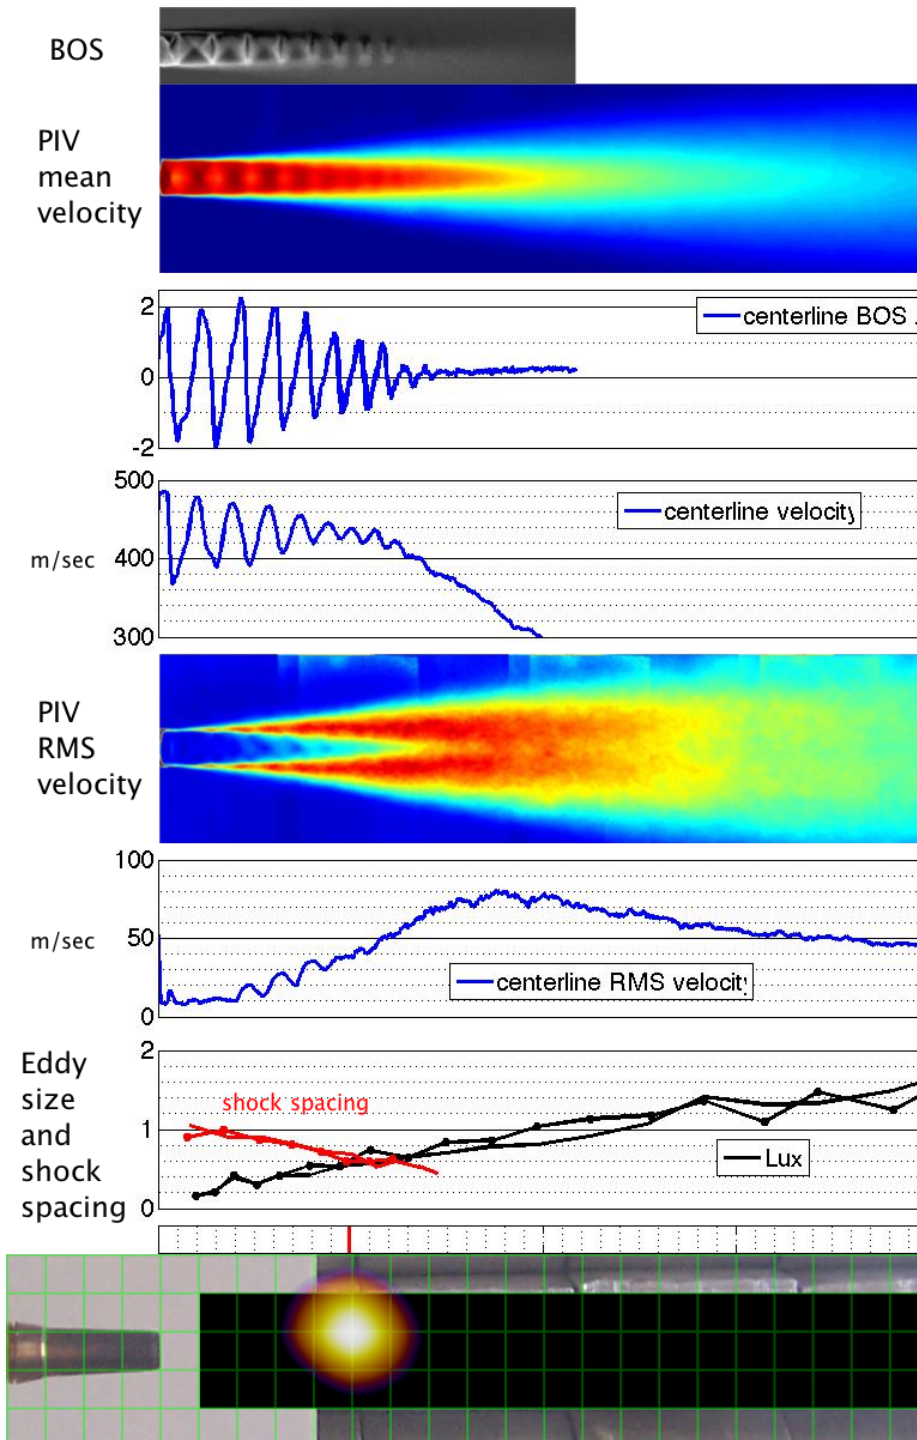 BOS
PIV
mean
velocity
2
centerline BOS
0
-2
500
centerline velocity
m/sec
400
300
PIV
RMS
velocity
100
m/sec
50
centerline RMS velocity
0
Eddy
size
and
shock
spacing
2
shock spacing
1
Lux
0